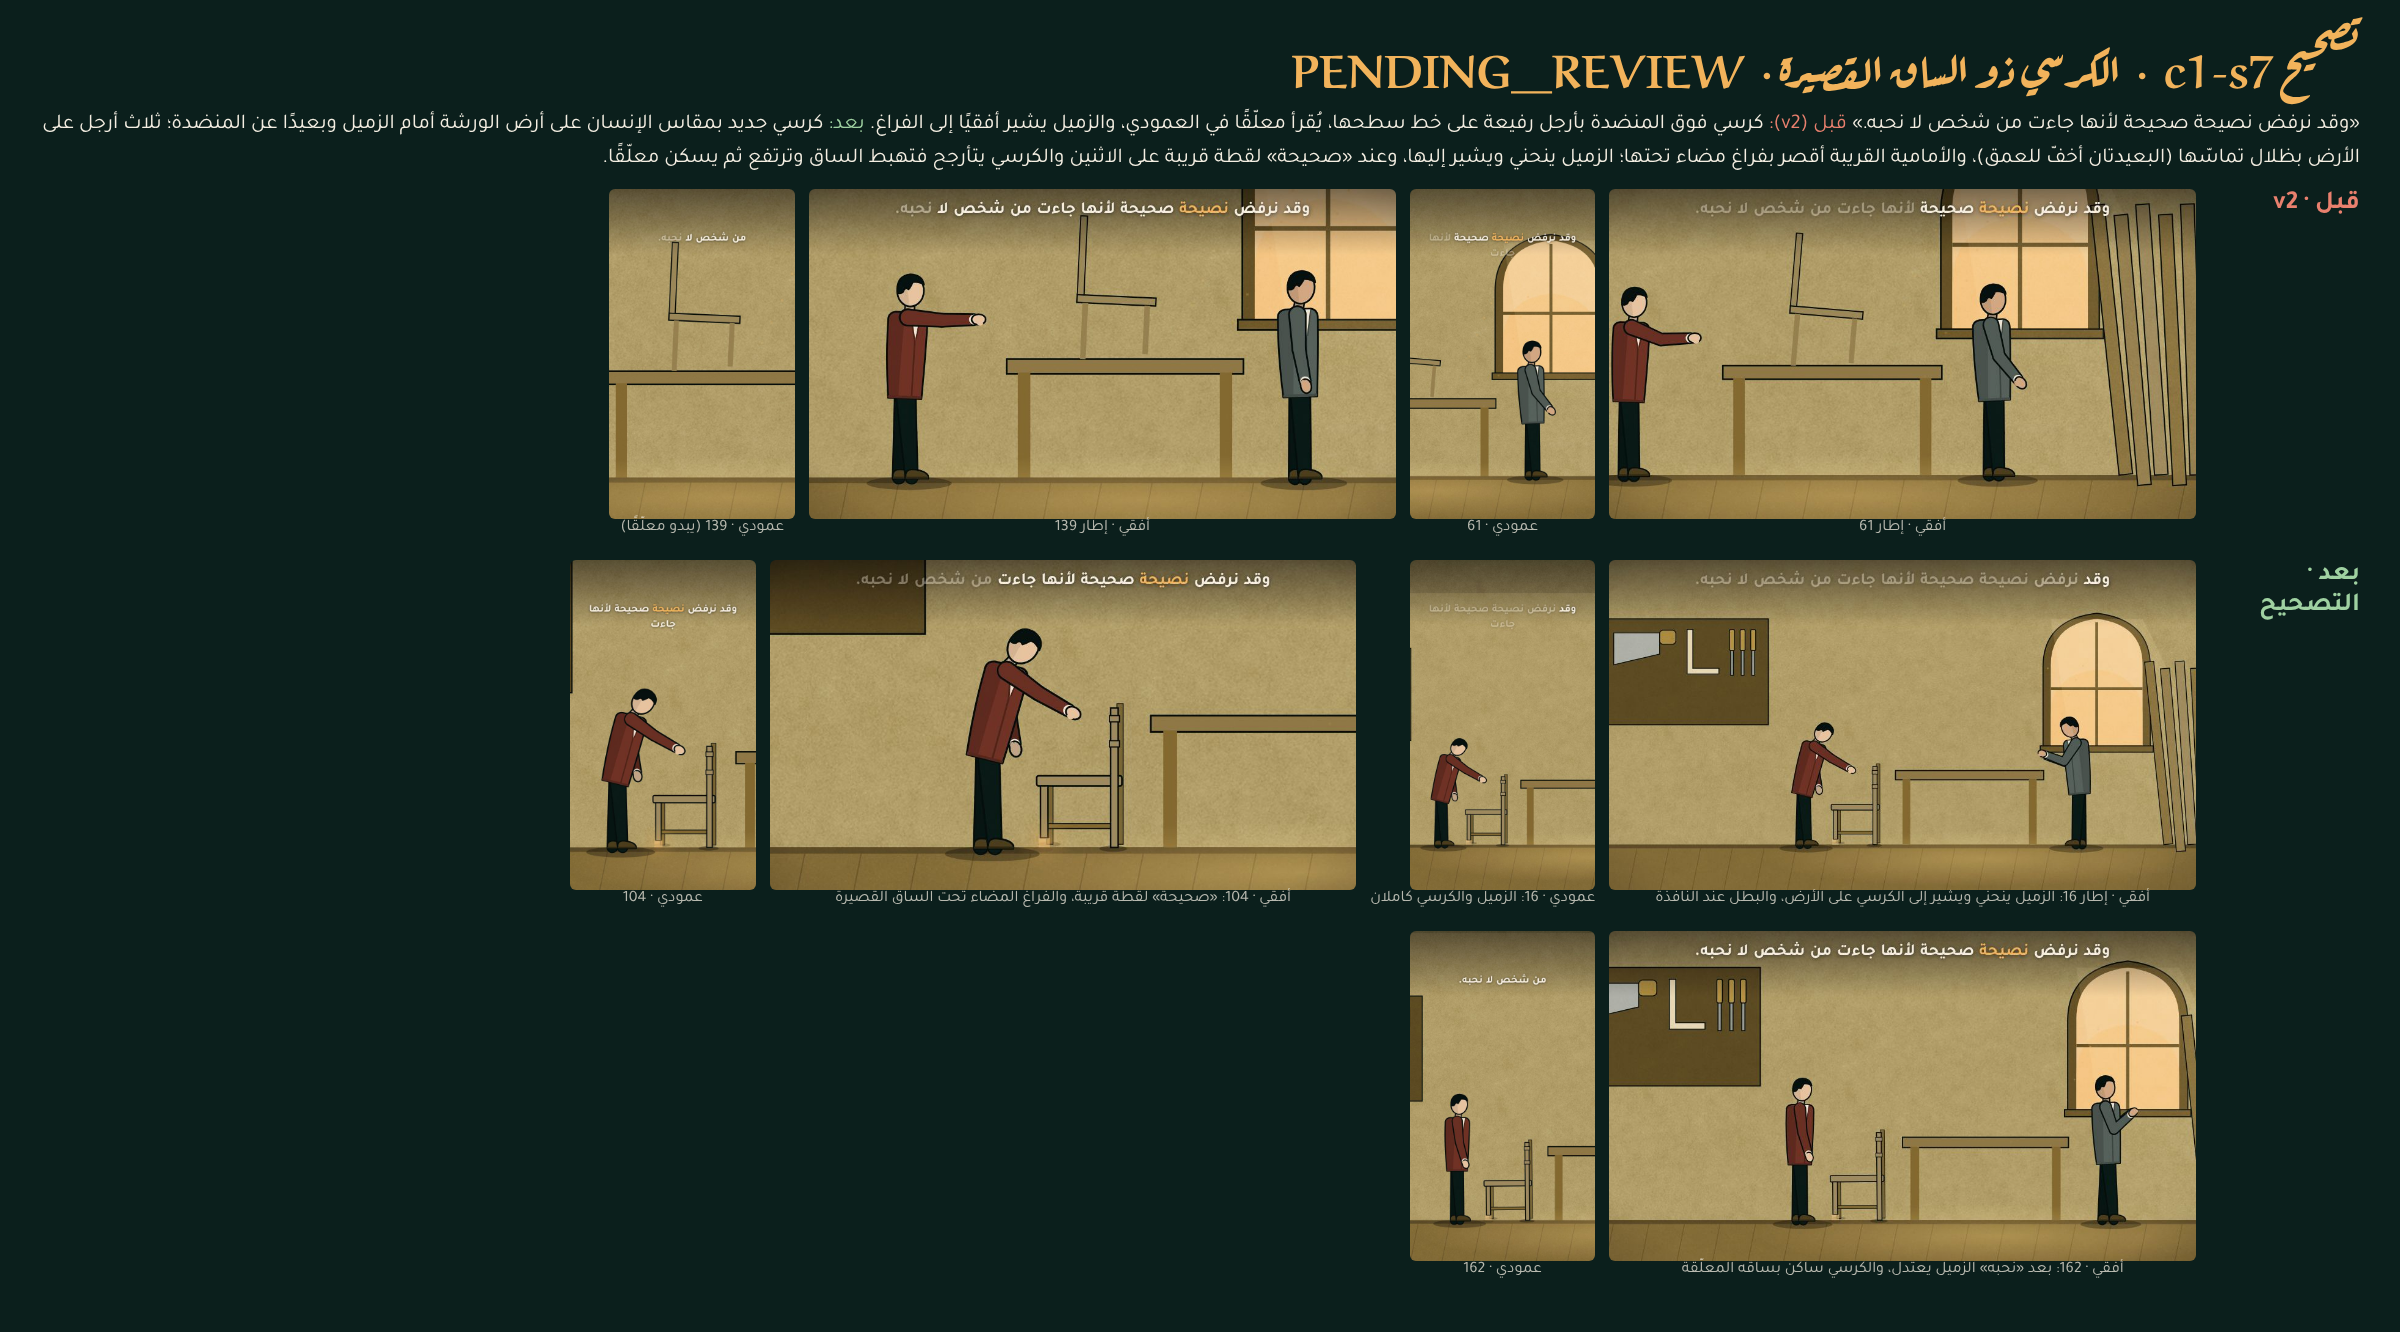 تصحيح c1-s7 · الكرسي ذو الساق القصيرة · PENDING_REVIEW
«وقد نرفض نصيحة صحيحة لأنها جاءت من شخص لا نحبه.» قبل (v2): كرسي فوق المنضدة بأرجل رفيعة على خط سطحها، يُقرأ معلّقًا في العمودي، والزميل يشير أفقيًا إلى الفراغ. بعد: كرسي جديد بمقاس الإنسان على أرض الورشة أمام الزميل وبعيدًا عن المنضدة؛ ثلاث أرجل على
الأرض بظلال تماسّها (البعيدتان أخفّ للعمق)، والأمامية القريبة أقصر بفراغ مضاء تحتها؛ الزميل ينحني ويشير إليها، وعند «صحيحة» لقطة قريبة على الاثنين والكرسي يتأرجح فتهبط الساق وترتفع ثم يسكن معلّقًا.
قبل · v2
وقد نرفض نصيحة صحيحة لأنها جاءت من شخص لا نحبه.
أفقي · إطار 61
وقد نرفض نصيحة صحيحة لأنها
جاءت
عمودي · 61
وقد نرفض نصيحة صحيحة لأنها جاءت من شخص لا نحبه.
أفقي · إطار 139
من شخص لا نحبه.
عمودي · 139 (يبدو معلّقًا)
بعد ·
التصحيح
وقد نرفض نصيحة صحيحة لأنها جاءت من شخص لا نحبه.
أفقي · إطار 16: الزميل ينحني ويشير إلى الكرسي على الأرض، والبطل عند النافذة
وقد نرفض نصيحة صحيحة لأنها
جاءت
عمودي · 16: الزميل والكرسي كاملان
وقد نرفض نصيحة صحيحة لأنها جاءت من شخص لا نحبه.
أفقي · 104: «صحيحة» لقطة قريبة، والفراغ المضاء تحت الساق القصيرة
وقد نرفض نصيحة صحيحة لأنها
جاءت
عمودي · 104
وقد نرفض نصيحة صحيحة لأنها جاءت من شخص لا نحبه.
أفقي · 162: بعد «نحبه» الزميل يعتدل، والكرسي ساكن بساقه المعلّقة
من شخص لا نحبه.
عمودي · 162